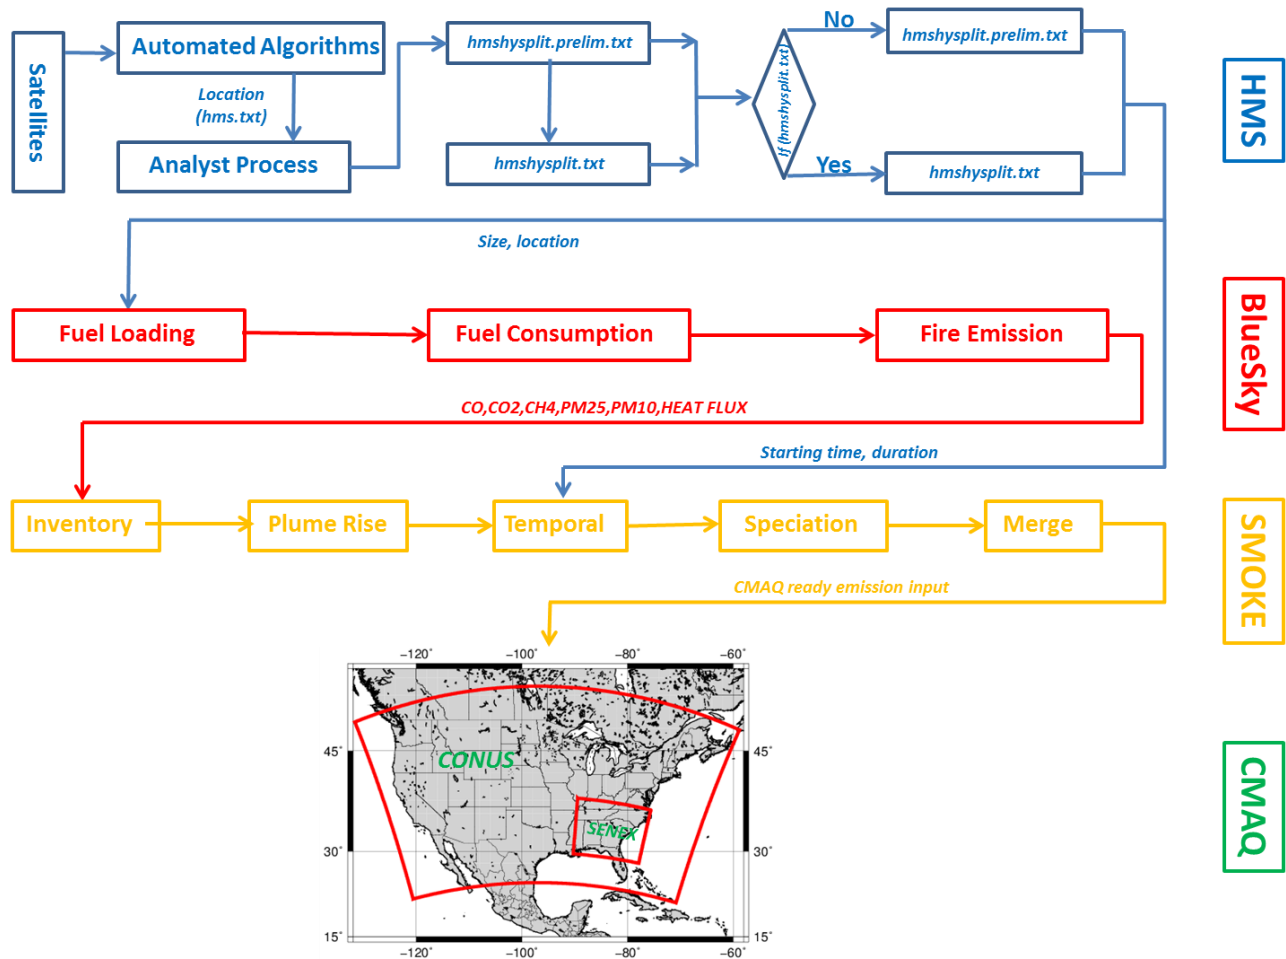 Satellites
Automated Algorithms
Location
(hms.txt)
Analyst Process
hmshysplit.prelim.txt
hmshysplit.txt
If (hmshysplit.txt)
No
Yes
hmshysplit.prelim.txt
hmshysplit.txt
HMS
Size, location
Fuel Loading
Fuel Consumption
Fire Emission
BlueSky
CO,CO2,CH4,PM25,PM10,HEAT FLUX
Starting time, duration
Inventory
Plume Rise
Temporal
Speciation
Merge
SMOKE
CMAQ ready emission input
−120° −100° −80° −60°
45° 45°
30° 30°
15° 15°
−120° −100° −80° −60°
CONUS
SENEX
CMAQ